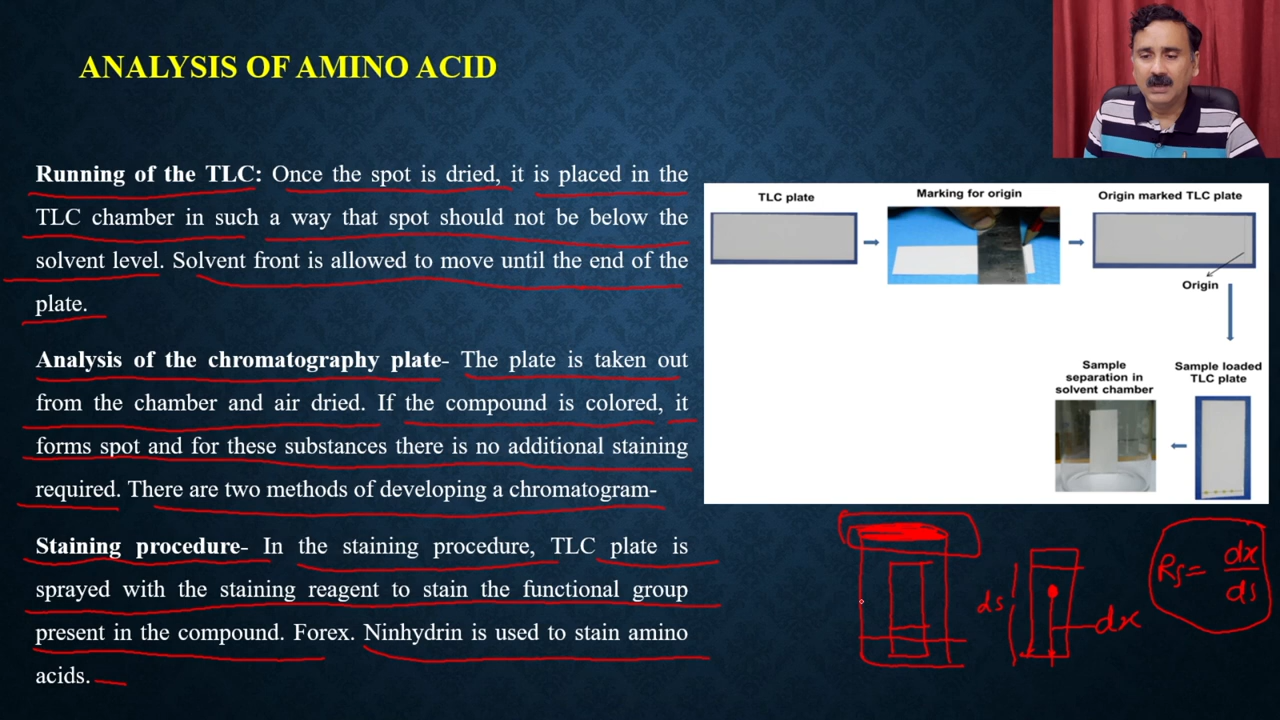 ANALYSIS OF AMINO ACID
Running of the TLC: Once the spot is dried, it is placed in the
TLC chamber in such a way that spot should not be below the
solvent level. Solvent front is allowed to move until the end of the
plate.
Analysis of the chromatography plate- The plate is taken out
from the chamber and air dried. If the compound is colored, it
forms spot and for these substances there is no additional staining
required. There are two methods of developing a chromatogram-
Staining procedure- In the staining procedure, TLC plate is
sprayed with the staining reagent to stain the functional group
present in the compound. Forex. Ninhydrin is used to stain amino
acids.
TLC plate
Marking for origin
Origin marked TLC plate
Origin
Sample
separation in
solvent chamber
Sample loaded
TLC plate
ds
dx
Rf = dx
ds